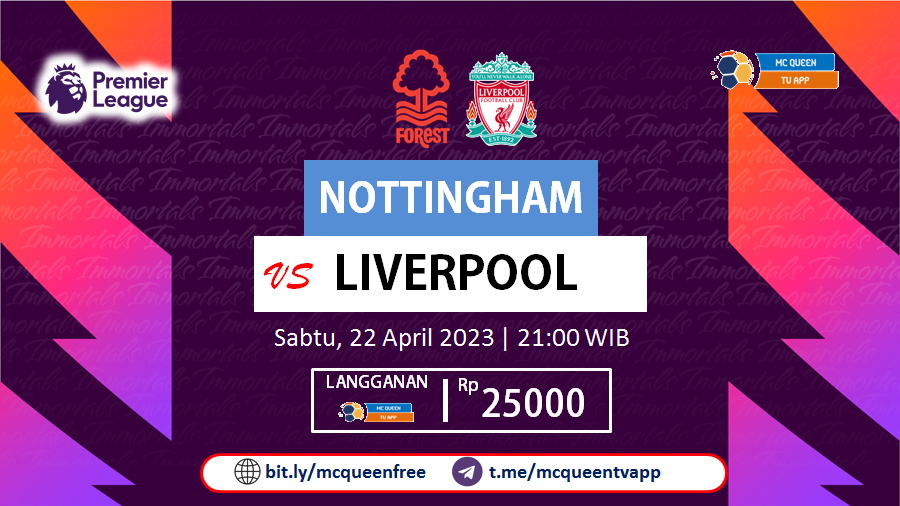 Premier
League
FOREST
YOU'LL NEVER WALK ALONE
LIVERPOOL
FOOTBALL CLUB
EST·1892
MC QUEEN
TV APP
Immortals
NOTTINGHAM
VS LIVERPOOL
Sabtu, 22 April 2023 | 21:00 WIB
LANGGANAN
MC QUEEN
TV APP
Rp 25000
bit.ly/mcqueenfree t.me/mcqueentvapp